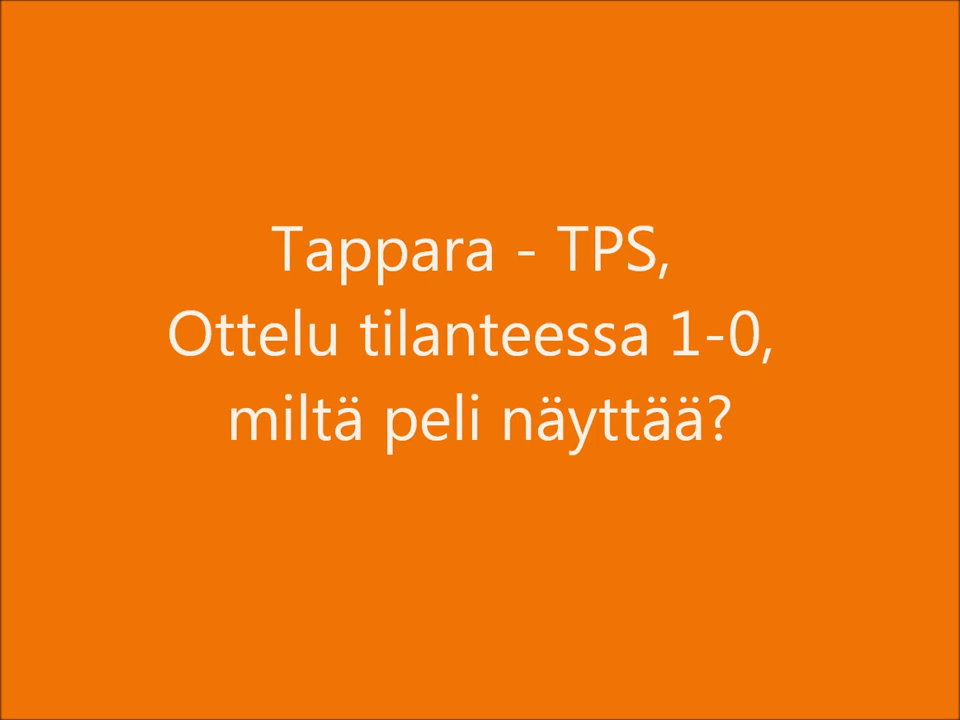 Tappara - TPS,
Ottelu tilanteessa 1-0,
miltä peli näyttää?